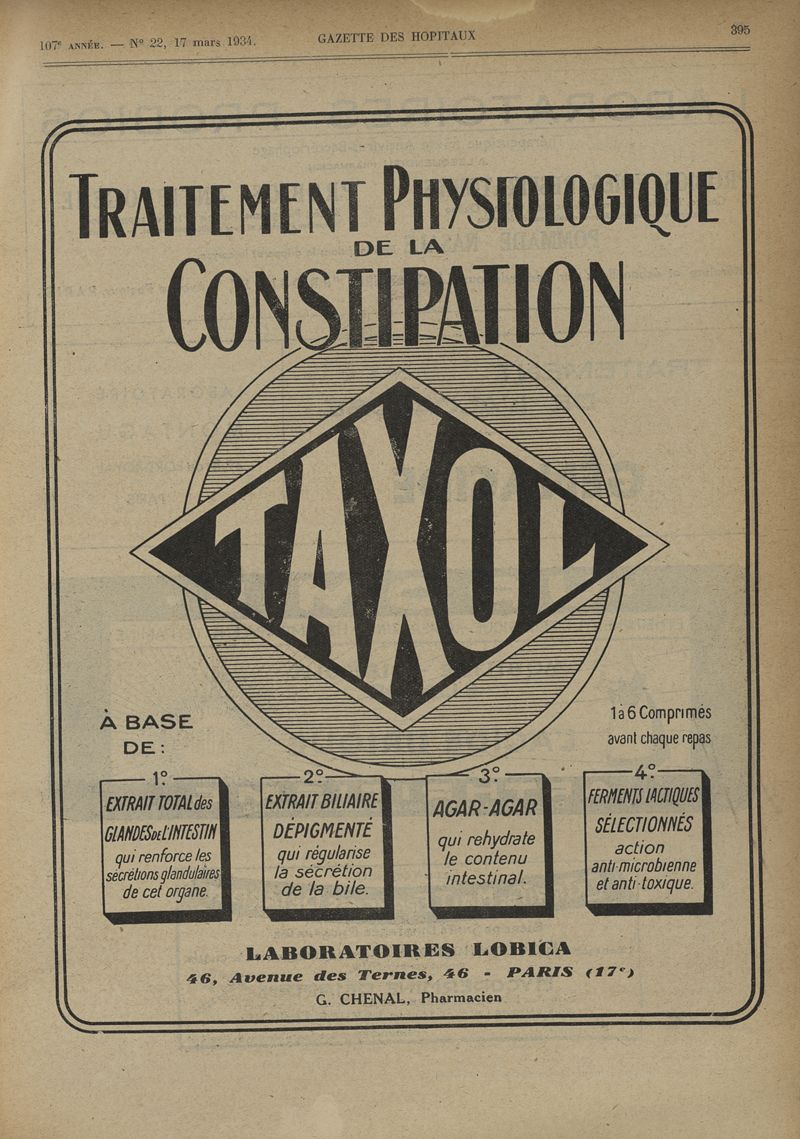 107e ANNÉE. — N° 22, 17 mars 1934.
GAZETTE DES HOPITAUX
395
TRAITEMENT PHYSIOLOGIQUE
DE LA
CONSTIPATION
TAXOL
À BASE
DE :
1 à 6 Comprimés
avant chaque repas
1°
EXTRAIT TOTAL des
GLANDES DE L'INTESTIN
qui renforce les
sécrétions glandulaires
de cet organe.
2°
EXTRAIT BILIAIRE
DÉPIGMENTÉ
qui régularise
la sécrétion
de la bile.
3°
AGAR-AGAR
qui rehydrate
le contenu
intestinal.
4°
FERMENTS LACTIQUES
SÉLECTIONNÉS
action
anti-microbienne
et anti-toxique.
LABORATOIRES LOBICA
46, Avenue des Ternes, 46 - PARIS (17e)
G. CHENAL, Pharmacien